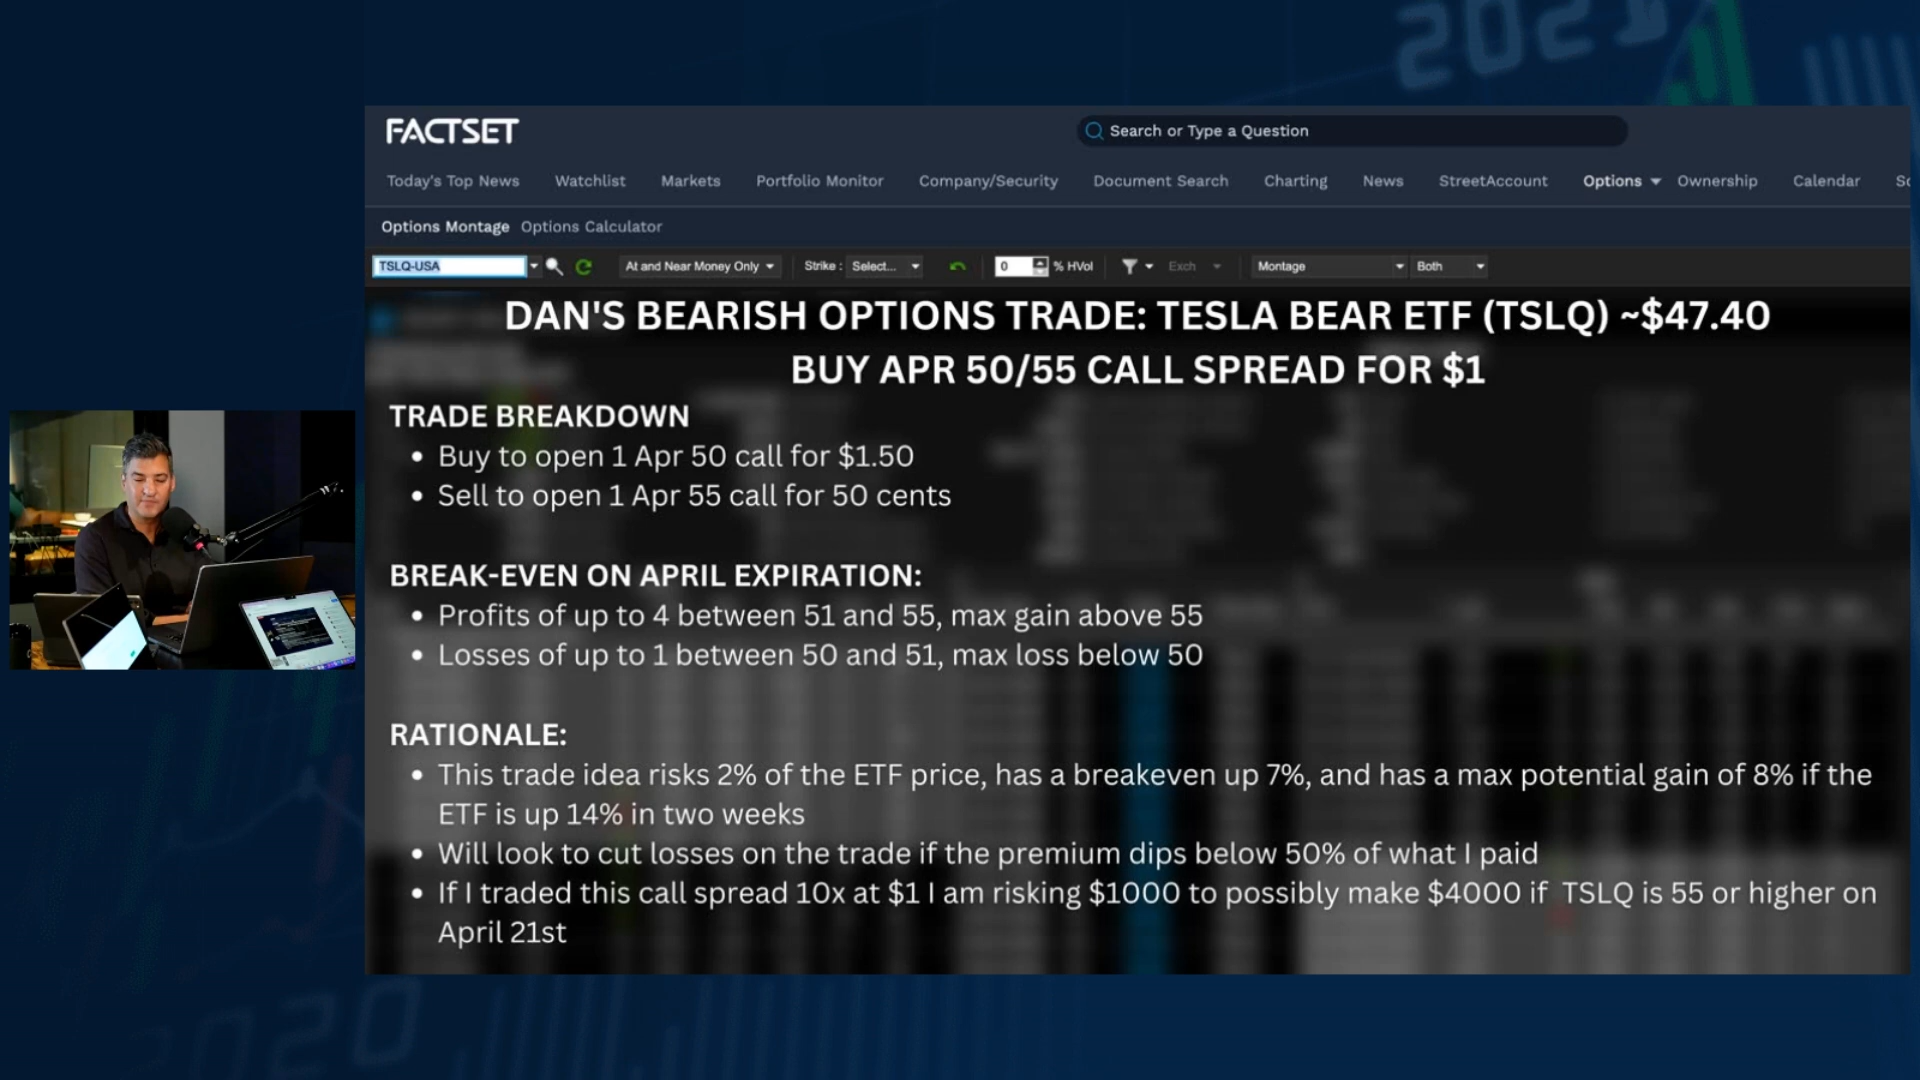 2021
FACTSET
Search or Type a Question
Today's Top News Watchlist Markets Portfolio Monitor Company/Security Document Search Charting News StreetAccount Options Ownership Calendar Sc
Options Montage Options Calculator
TSLQ-USA At and Near Money Only Strike : Select... 0 % HVol Exch Montage Both
DAN'S BEARISH OPTIONS TRADE: TESLA BEAR ETF (TSLQ) ~$47.40
BUY APR 50/55 CALL SPREAD FOR $1
TRADE BREAKDOWN
• Buy to open 1 Apr 50 call for $1.50
• Sell to open 1 Apr 55 call for 50 cents
BREAK-EVEN ON APRIL EXPIRATION:
• Profits of up to 4 between 51 and 55, max gain above 55
• Losses of up to 1 between 50 and 51, max loss below 50
RATIONALE:
• This trade idea risks 2% of the ETF price, has a breakeven up 7%, and has a max potential gain of 8% if the
ETF is up 14% in two weeks
• Will look to cut losses on the trade if the premium dips below 50% of what I paid
• If I traded this call spread 10x at $1 I am risking $1000 to possibly make $4000 if TSLQ is 55 or higher on
April 21st
2020